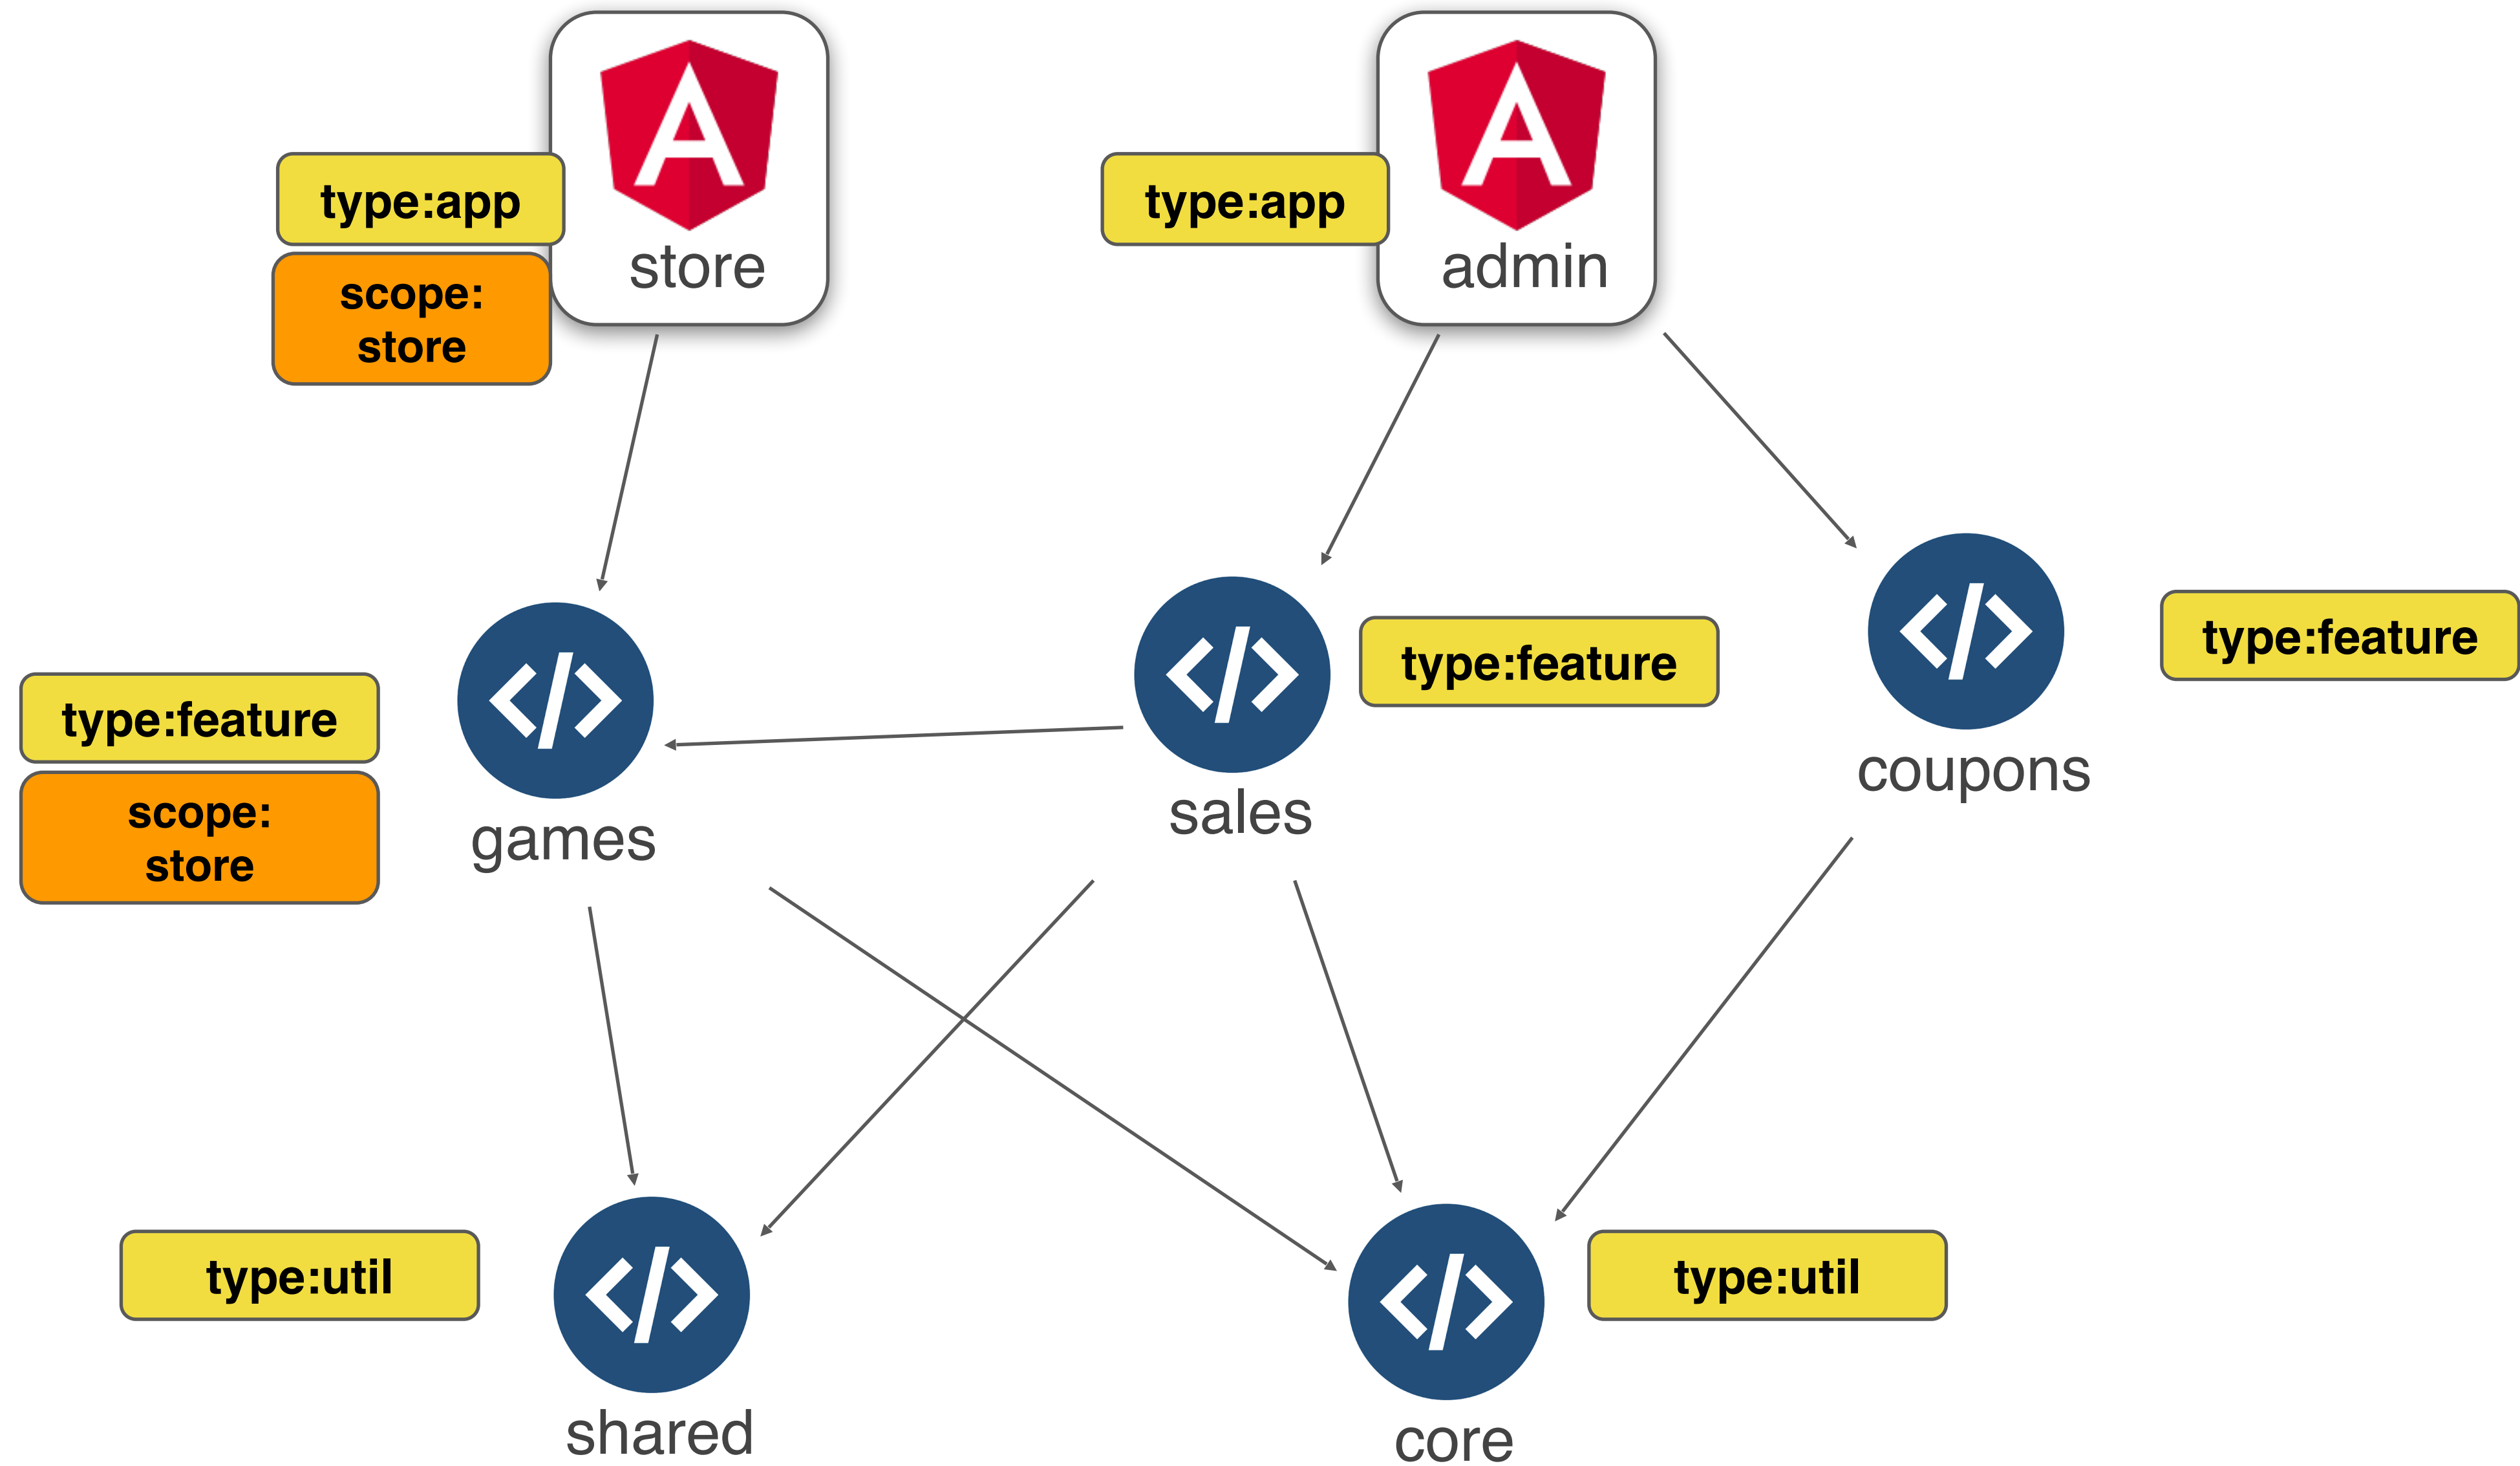 type:app
scope:
store
store
type:app
admin
type:feature
scope:
store
games
type:feature
sales
type:feature
coupons
type:util
shared
type:util
core